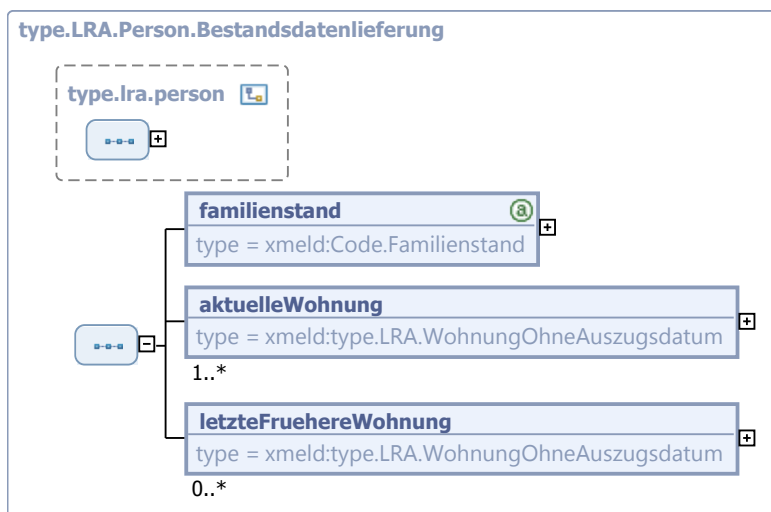 type.LRA.Person.Bestandsdatenlieferung
type.lra.person
familienstand
type = xmeld:Code.Familienstand
aktuelleWohnung
type = xmeld:type.LRA.WohnungOhneAuszugsdatum
1..*
letzteFruehereWohnung
type = xmeld:type.LRA.WohnungOhneAuszugsdatum
0..*